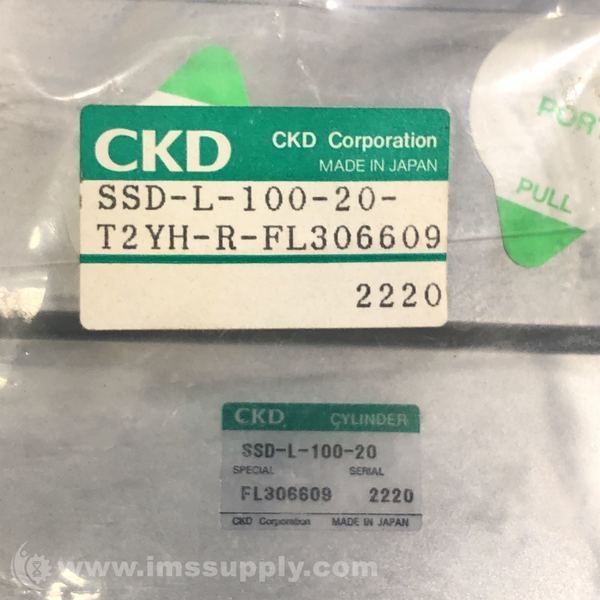 CKD
CKD Corporation
MADE IN JAPAN
SSD-L-100-20-
T2YH-R-FL306609
2220
PORT
PULL
CKD CYLINDER
SSD-L-100-20
SPECIAL SERIAL
FL306609 2220
CKD Corporation MADE IN JAPAN
www.imssupply.com